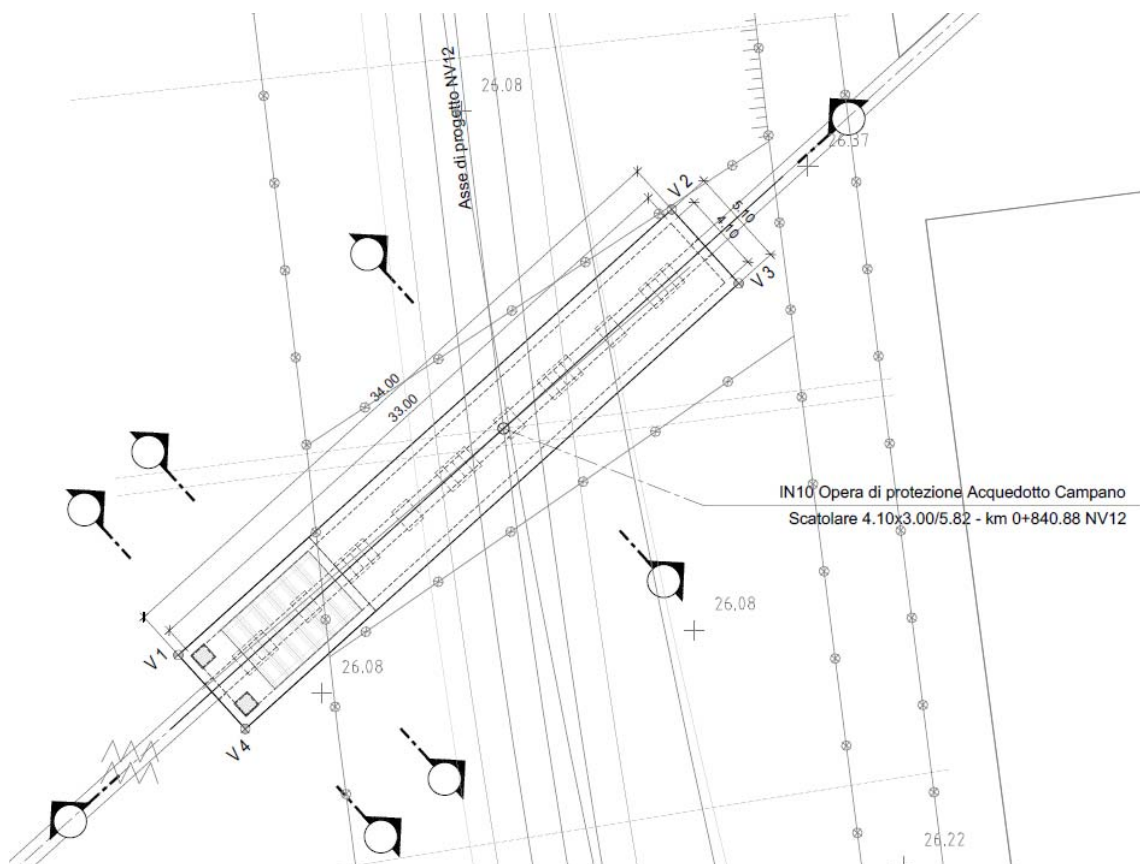 Asse di progetto NV12
26.08
26.37
V 2
5.10
4.10
V 3
34.00
33.00
IN10 Opera di protezione Acquedotto Campano
Scatolare 4.10x3.00/5.82 - km 0+840.88 NV12
26.08
V 1
26.08
V 4
26.22